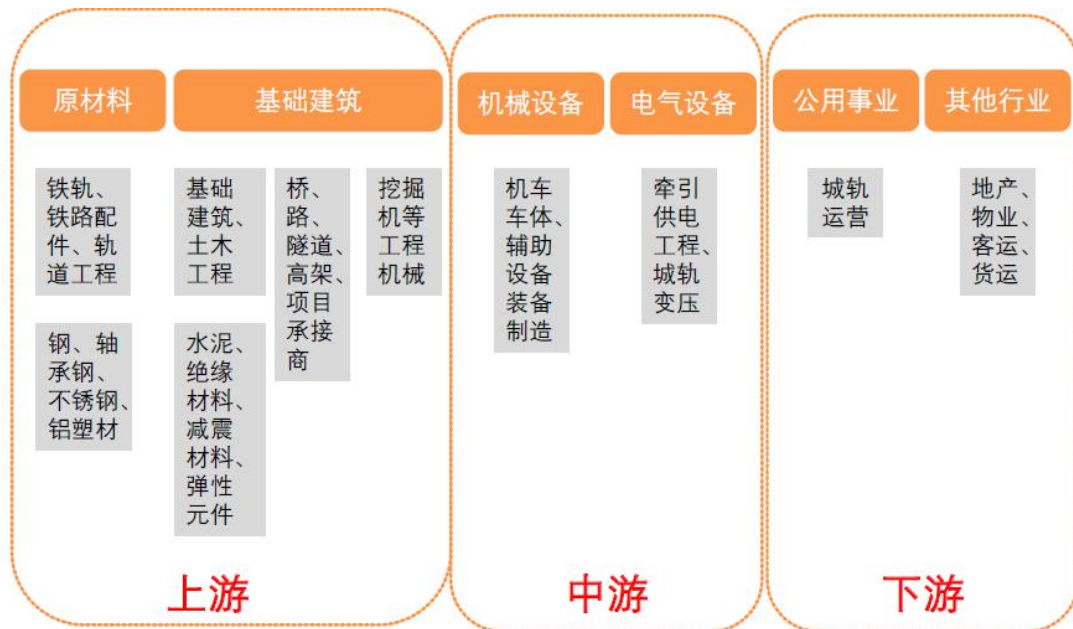 原材料
基础建筑
机械设备
电气设备
公用事业
其他行业
铁轨、
铁路配
件、轨
道工程
钢、轴
承钢、
不锈钢、
铝塑材
基础
建筑、
土木
工程
水泥、
绝缘
材料、
减震
材料、
弹性
元件
桥、
路、
隧道、
高架、
项目
承接
商
挖掘
机等
工程
机械
机车
车体、
辅助
设备
装备
制造
牵引
供电
工程、
城轨
变压
城轨
运营
地产、
物业、
客运、
货运
上游
中游
下游